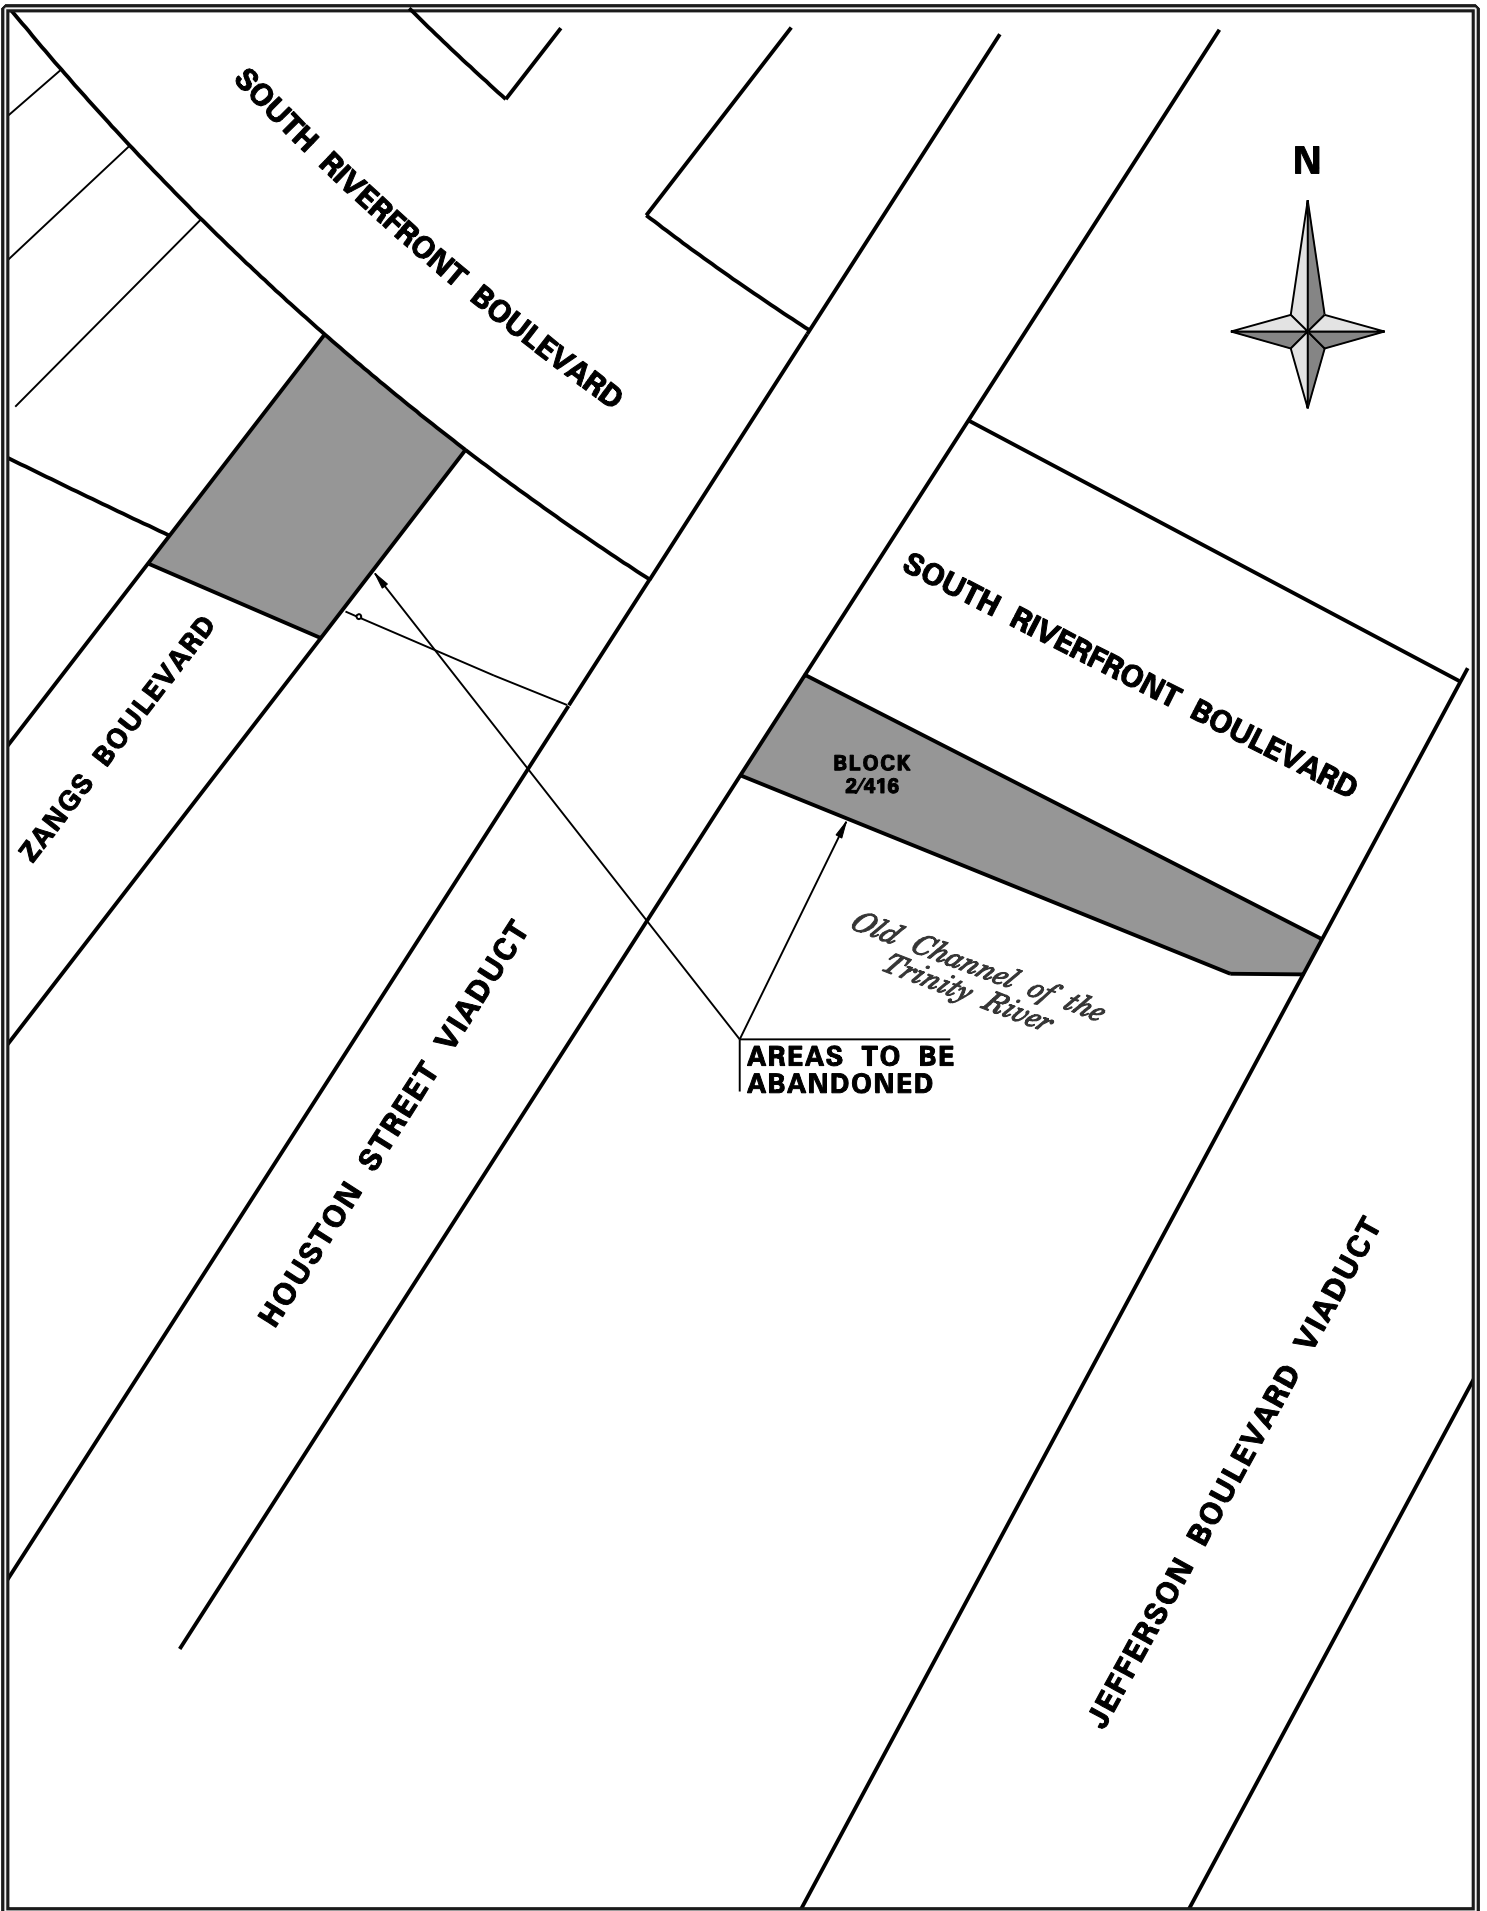 SOUTH RIVERFRONT BOULEVARD
N
SOUTH RIVERFRONT BOULEVARD
ZANGS BOULEVARD
BLOCK
2/416
Old Channel of the
Trinity River
HOUSTON STREET VIADUCT
AREAS TO BE
ABANDONED
JEFFERSON BOULEVARD VIADUCT